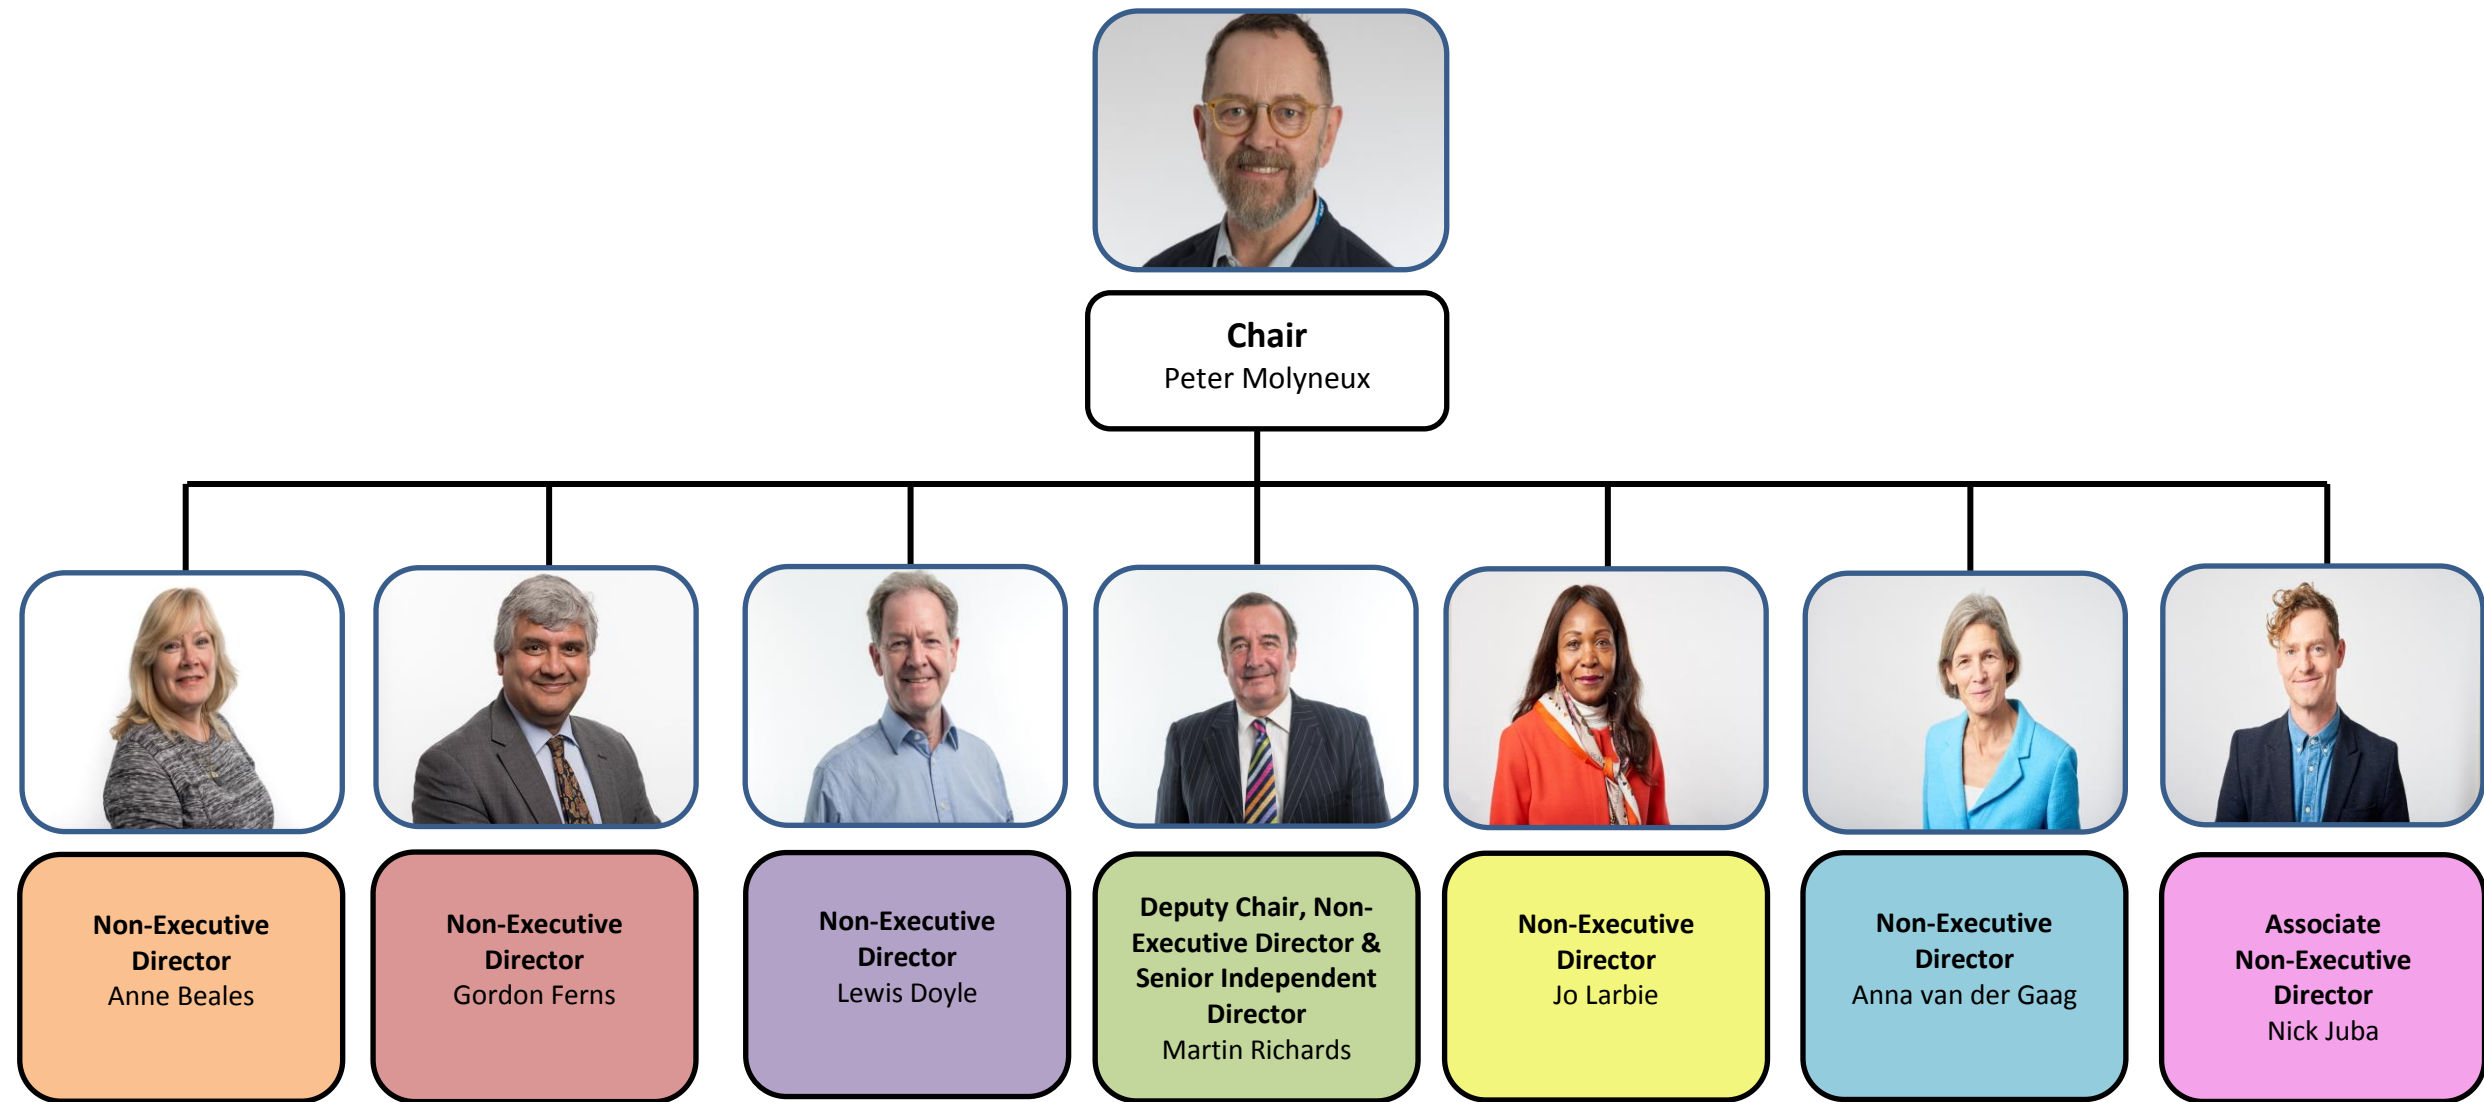 Chair
Peter Molyneux
Non-Executive
Director
Anne Beales
Non-Executive
Director
Gordon Ferns
Non-Executive
Director
Lewis Doyle
Deputy Chair, Non-
Executive Director &
Senior Independent
Director
Martin Richards
Non-Executive
Director
Jo Larbie
Non-Executive
Director
Anna van der Gaag
Associate
Non-Executive
Director
Nick Juba